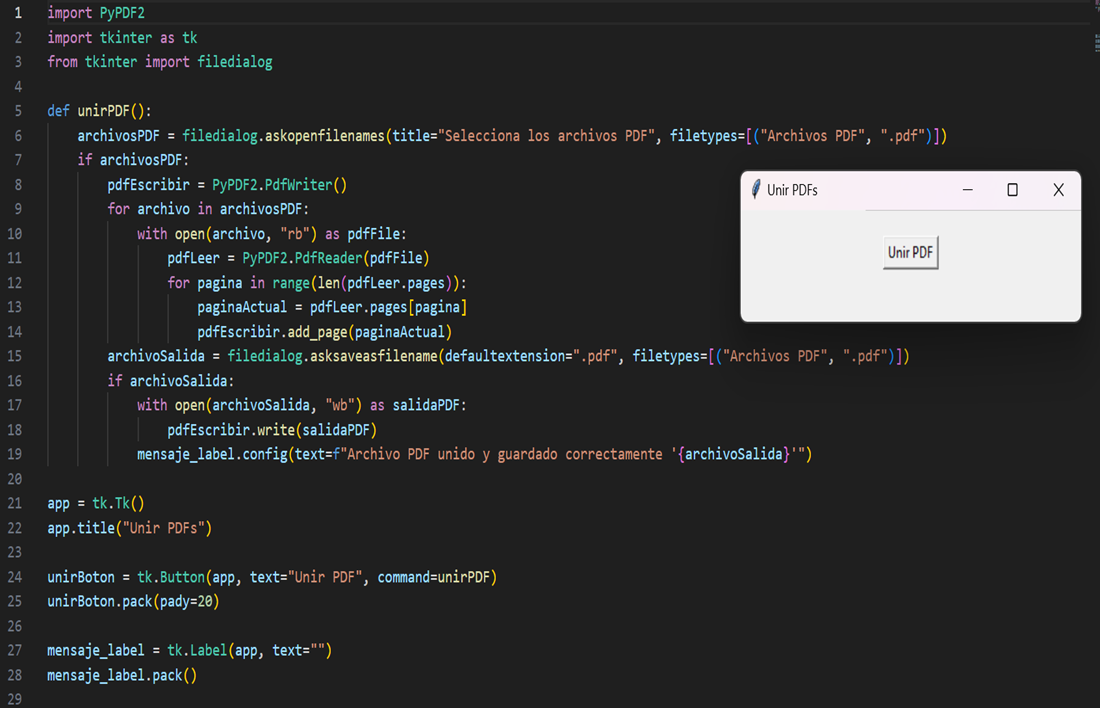 1 import PyPDF2
2 import tkinter as tk
3 from tkinter import filedialog
4
5 def unirPDF():
6     archivosPDF = filedialog.askopenfilenames(title="Selecciona los archivos PDF", filetypes=[("Archivos PDF", ".pdf")])
7     if archivosPDF:
8         pdfEscribir = PyPDF2.PdfWriter()
9         for archivo in archivosPDF:
10             with open(archivo, "rb") as pdfFile:
11                 pdfLeer = PyPDF2.PdfReader(pdfFile)
12                 for pagina in range(len(pdfLeer.pages)):
13                     paginaActual = pdfLeer.pages[pagina]
14                     pdfEscribir.add_page(paginaActual)
15         archivoSalida = filedialog.asksaveasfilename(defaultextension=".pdf", filetypes=[("Archivos PDF", ".pdf")])
16         if archivoSalida:
17             with open(archivoSalida, "wb") as salidaPDF:
18                 pdfEscribir.write(salidaPDF)
19             mensaje_label.config(text=f"Archivo PDF unido y guardado correctamente '{archivoSalida}'")
20
21 app = tk.Tk()
22 app.title("Unir PDFs")
23
24 unirBoton = tk.Button(app, text="Unir PDF", command=unirPDF)
25 unirBoton.pack(pady=20)
26
27 mensaje_label = tk.Label(app, text="")
28 mensaje_label.pack()
29
Unir PDFs
Unir PDF